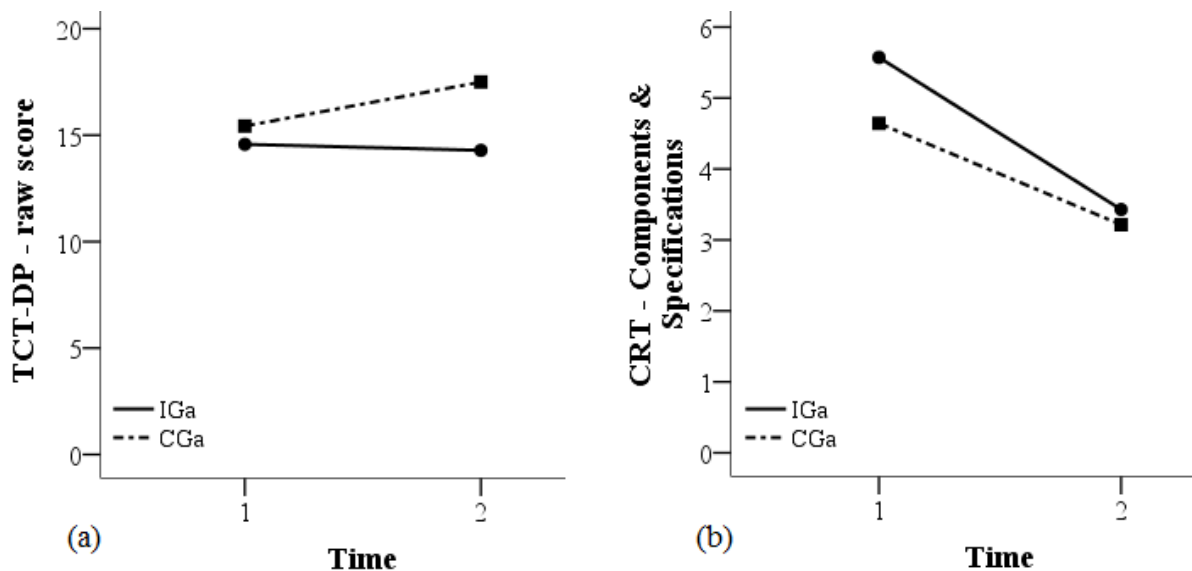 TCT-DP - raw score
20
15
10
5
0
IGa
CGa
1 2
Time
(a)
CRT - Components &
Specifications
6
5
4
3
2
1
0
IGa
CGa
1 2
Time
(b)